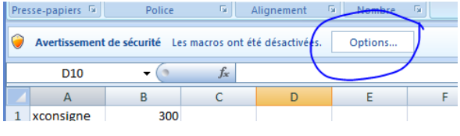 Presse-papiers Police Alignement Nombre
Avertissement de sécurité Les macros ont été désactivées. Options...
D10 fx
A B C D E F
1 xconsigne 300